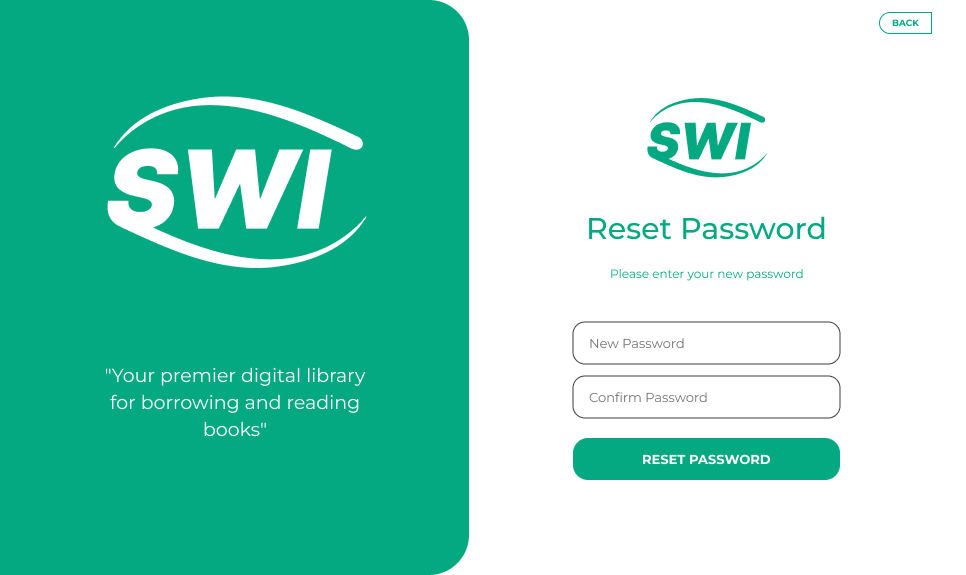 SWI
"Your premier digital library
for borrowing and reading
books"
BACK
SWI
Reset Password
Please enter your new password
New Password
Confirm Password
RESET PASSWORD